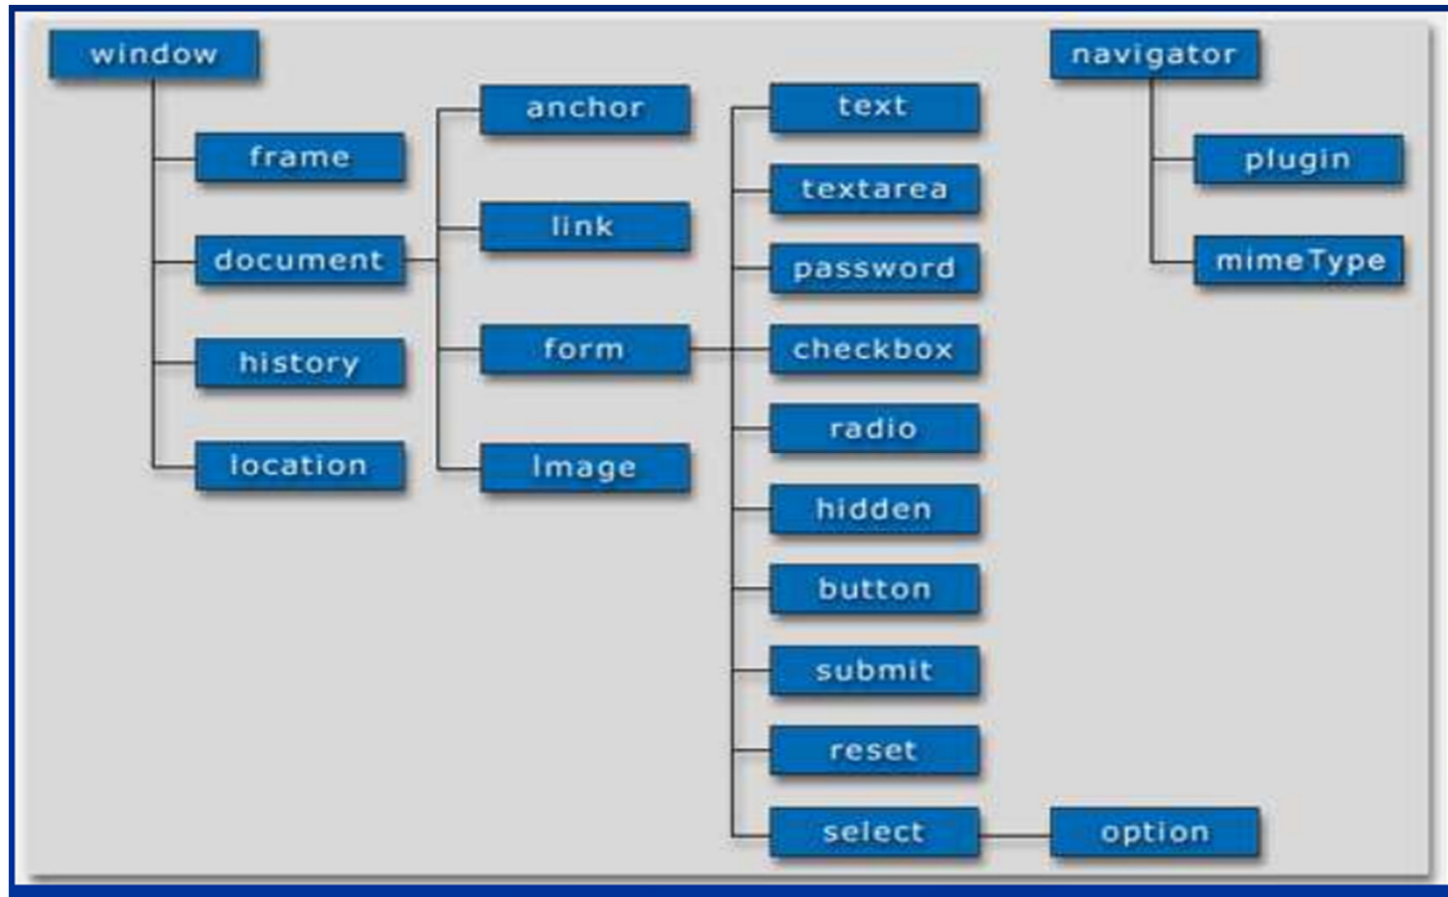 window
frame
document
history
location
anchor
link
form
Image
text
textarea
password
checkbox
radio
hidden
button
submit
reset
select
option
navigator
plugin
mimeType